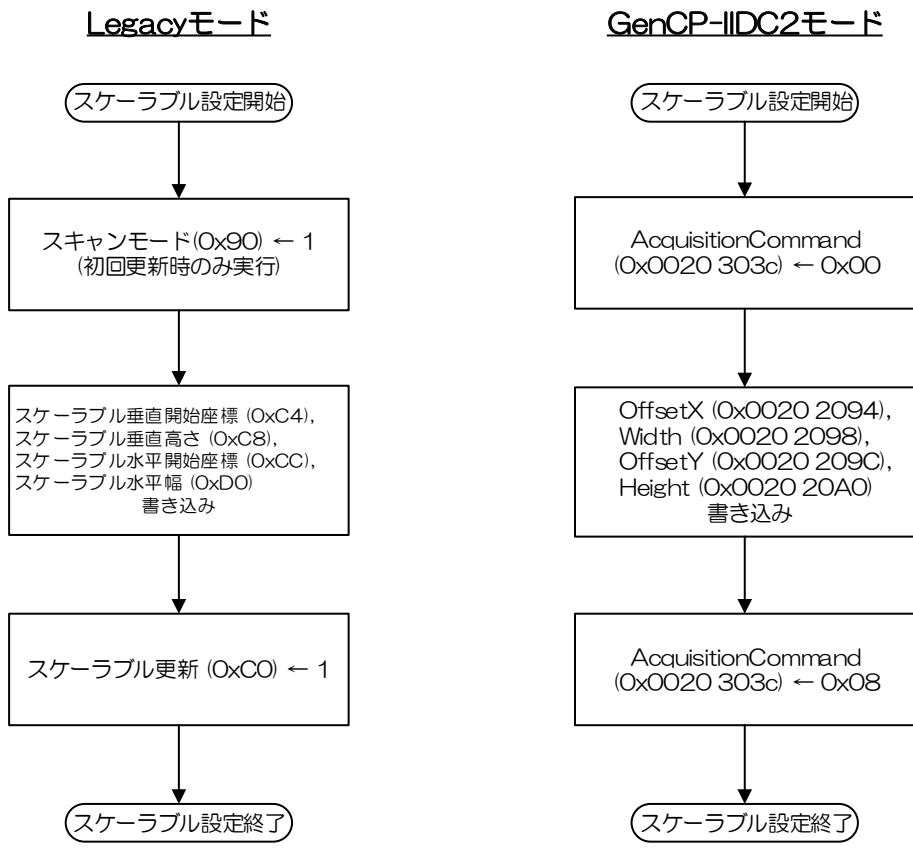 Legacyモード
スケーラブル設定開始
スキャンモード(0x90) ← 1
(初回更新時のみ実行)
スケーラブル垂直開始座標 (0xC4),
スケーラブル垂直高さ (0xC8),
スケーラブル水平開始座標 (0xCC),
スケーラブル水平幅 (0xD0)
書き込み
スケーラブル更新 (0xC0) ← 1
スケーラブル設定終了
GenCP-IIDC2モード
スケーラブル設定開始
AcquisitionCommand
(0x0020 303c) ← 0x00
OffsetX (0x0020 2094),
Width (0x0020 2098),
OffsetY (0x0020 209C),
Height (0x0020 20A0)
書き込み
AcquisitionCommand
(0x0020 303c) ← 0x08
スケーラブル設定終了